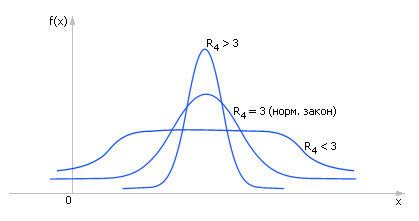 f(x)
R4 > 3
R4 = 3 (норм. закон)
R4 < 3
0
x